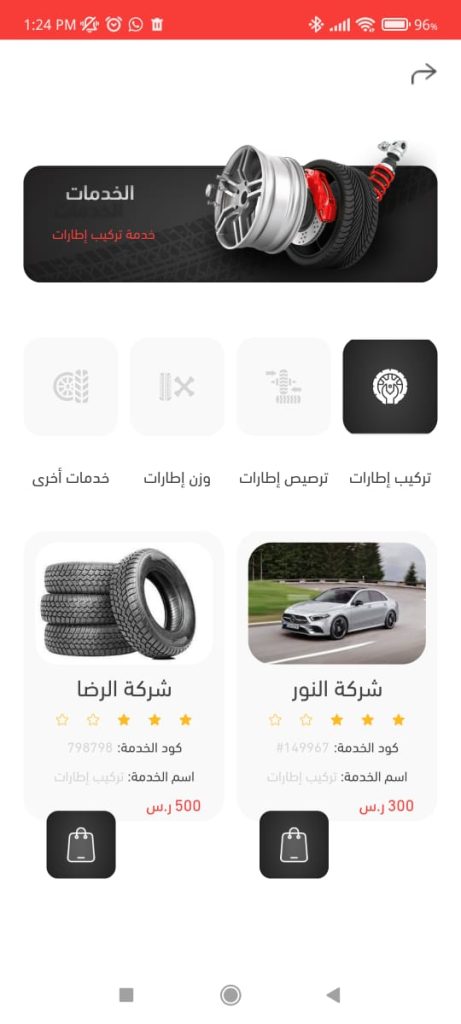 1:24 PM
96%
الخدمات
خدمة تركيب إطارات
تركيب إطارات
ترصيص إطارات
وزن إطارات
خدمات أخرى
شركة النور
كود الخدمة: 149967#
اسم الخدمة: تركيب إطارات
300 ر.س
شركة الرضا
كود الخدمة: 798798
اسم الخدمة: تركيب إطارات
500 ر.س